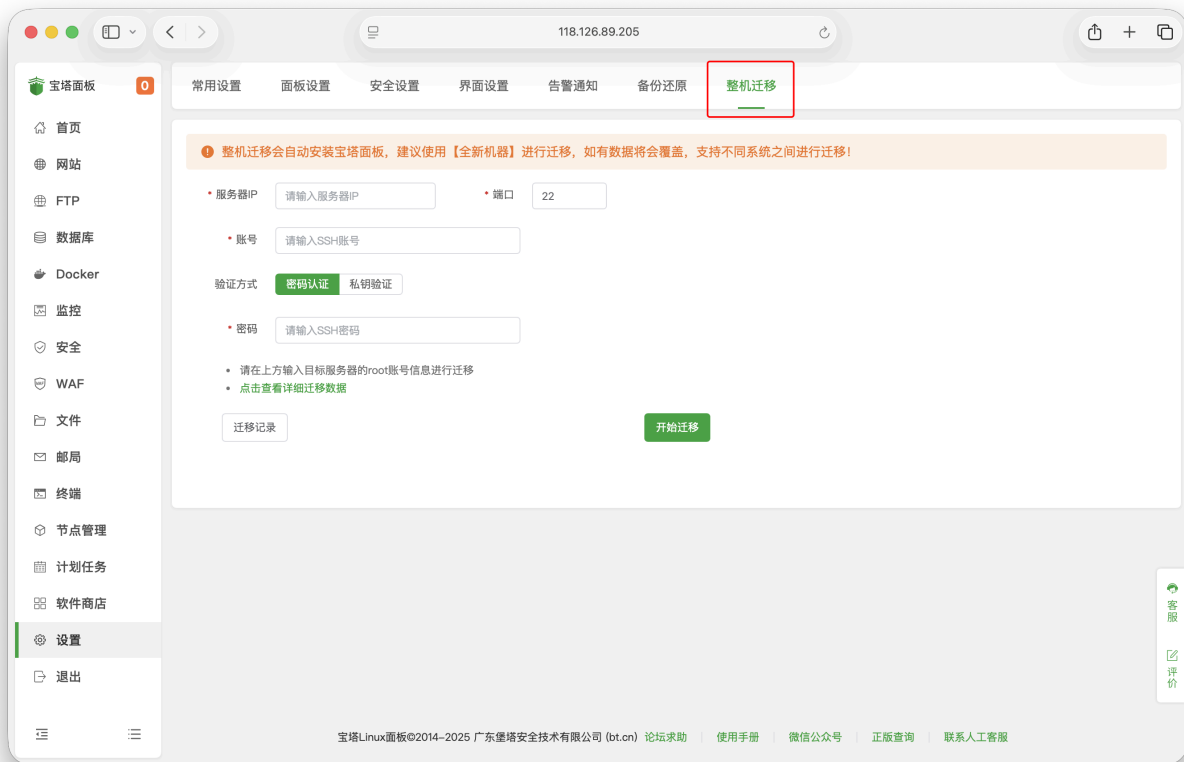 118.126.89.205
宝塔面板
0
常用设置
面板设置
安全设置
界面设置
告警通知
备份还原
整机迁移
首页
网站
FTP
数据库
Docker
监控
安全
WAF
文件
邮局
终端
节点管理
计划任务
软件商店
设置
退出
整机迁移会自动安装宝塔面板，建议使用【全新机器】进行迁移，如有数据将会覆盖，支持不同系统之间进行迁移！
* 服务器IP
请输入服务器IP
* 端口
22
* 账号
请输入SSH账号
验证方式
密码认证
私钥验证
* 密码
请输入SSH密码
• 请在上方输入目标服务器的root账号信息进行迁移
• 点击查看详细迁移数据
迁移记录
开始迁移
客服
评价
宝塔Linux面板©2014-2025 广东堡塔安全技术有限公司 (bt.cn) 论坛求助 使用手册 微信公众号 正版查询 联系人工客服